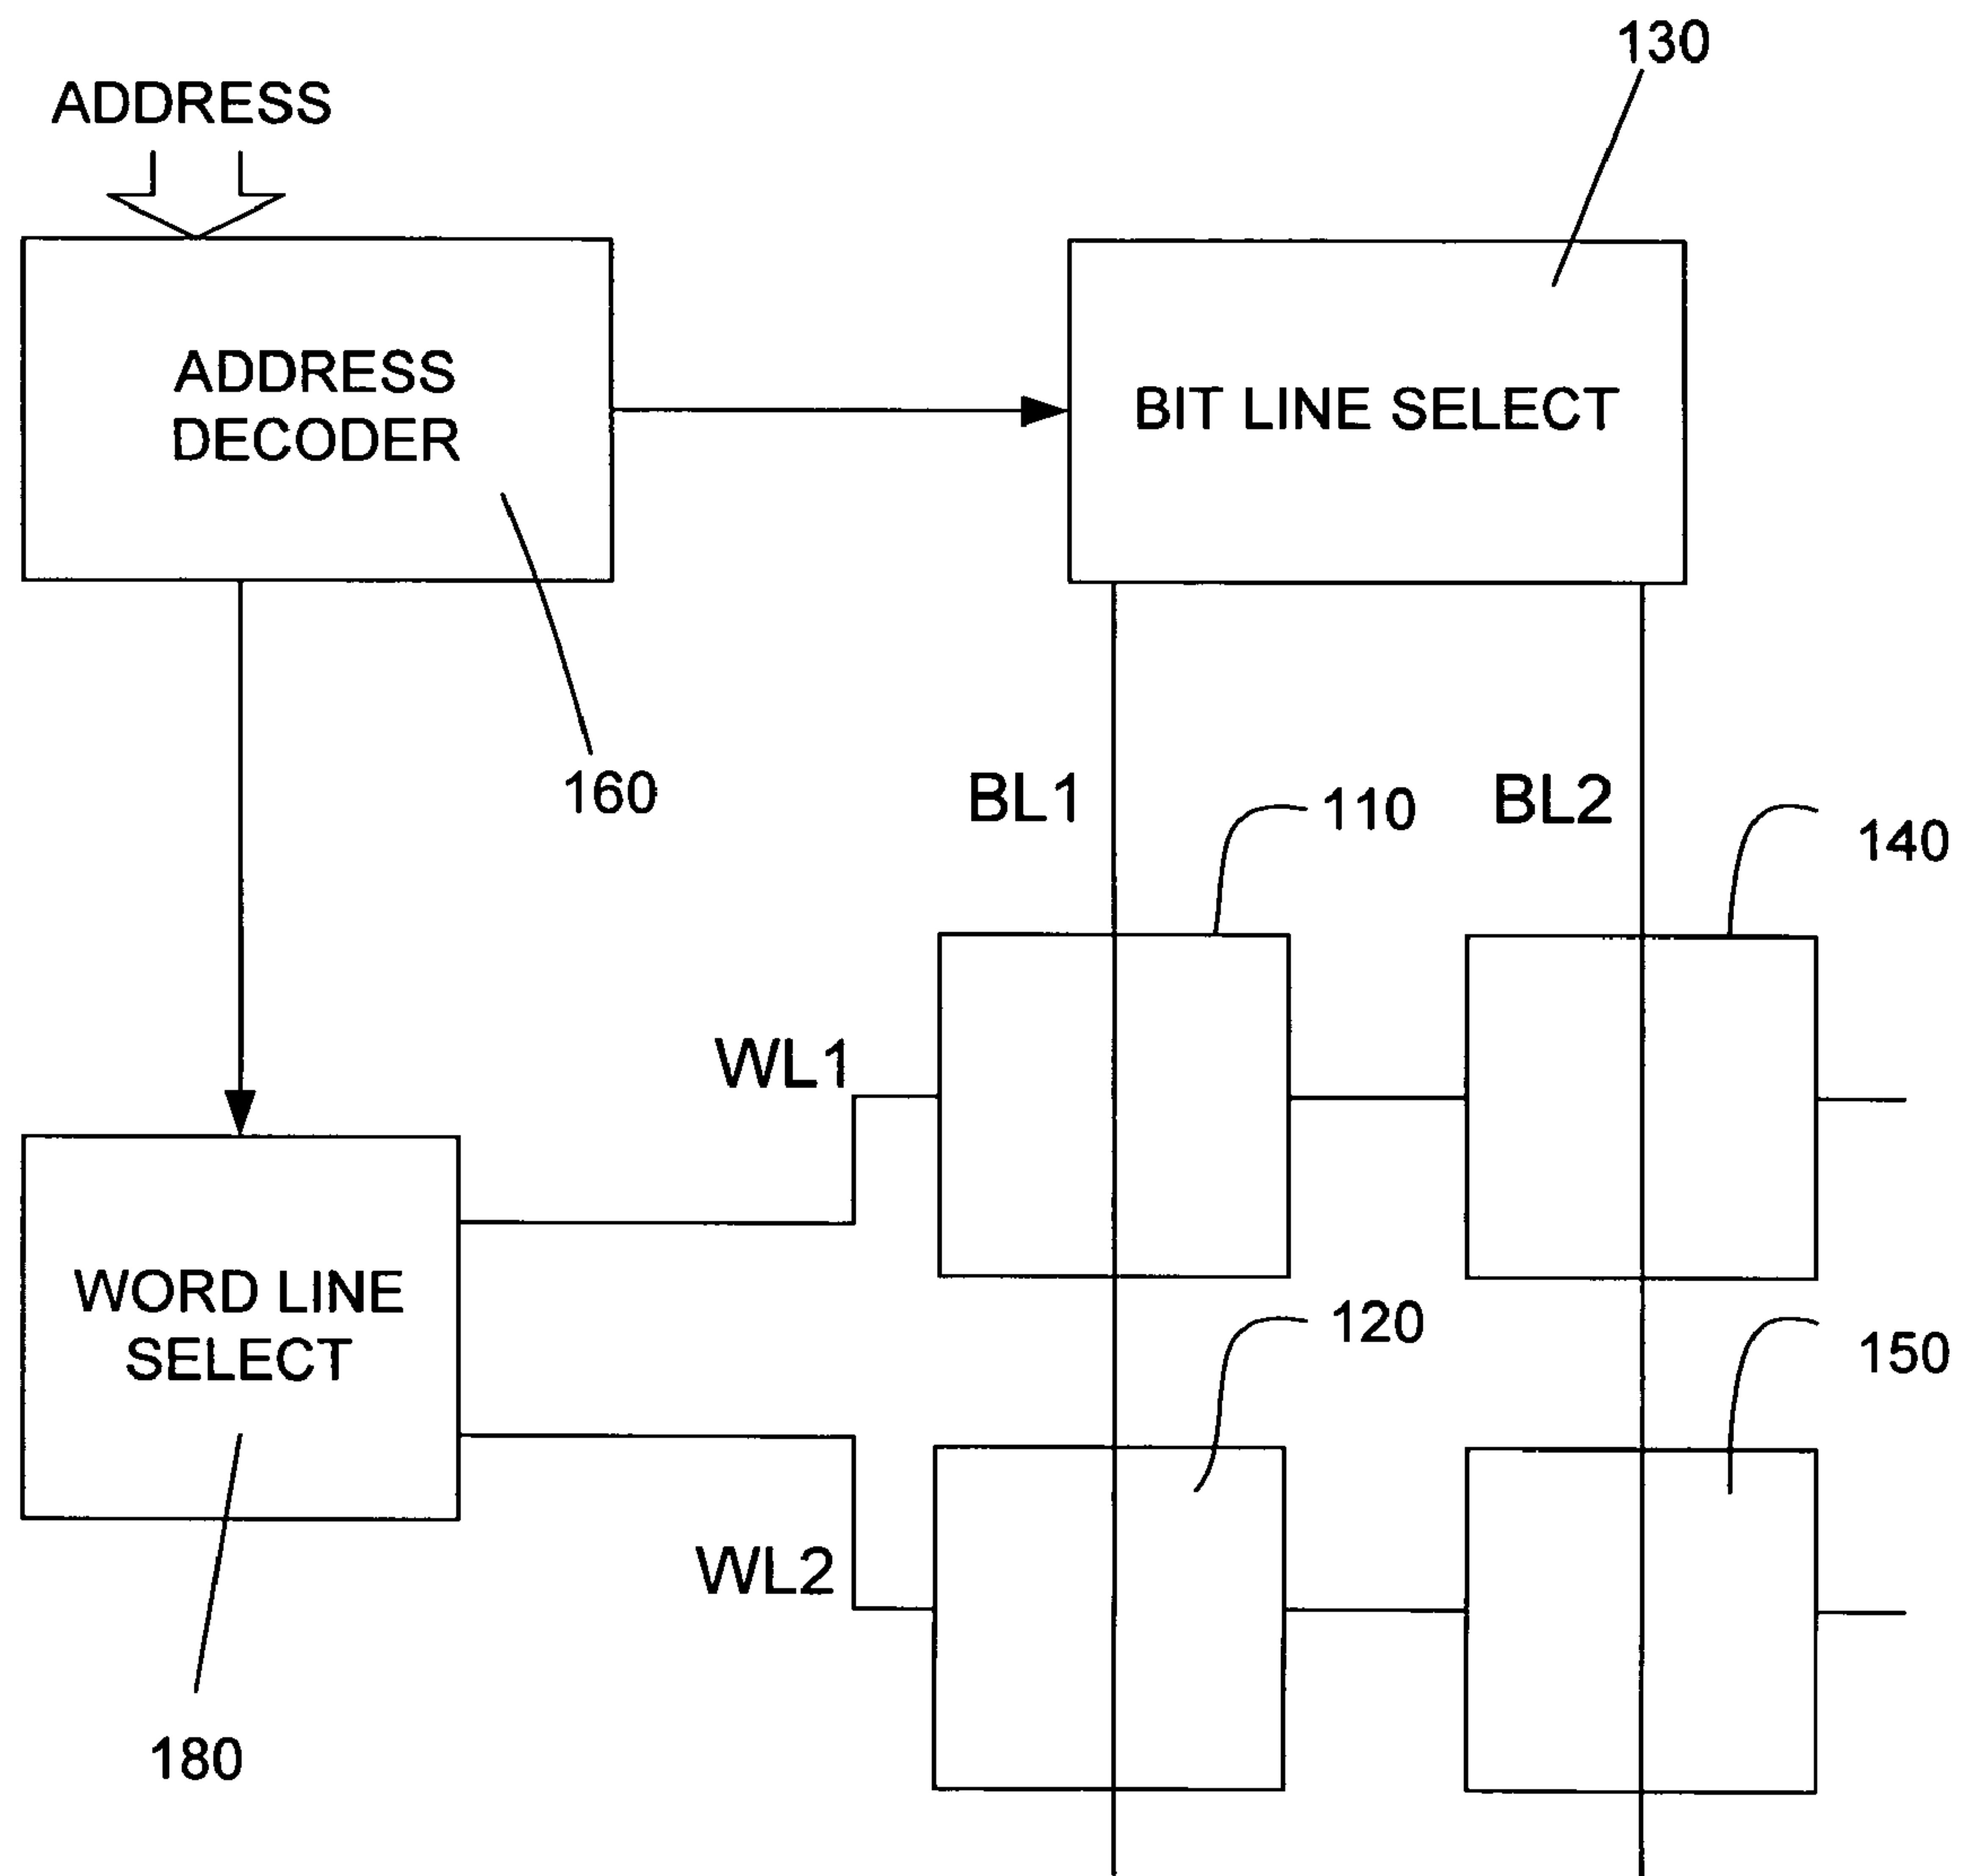 130
ADDRESS
ADDRESS
DECODER
BIT LINE SELECT
160
BL1
110
BL2
140
WL1
WORD LINE
SELECT
120
150
WL2
180